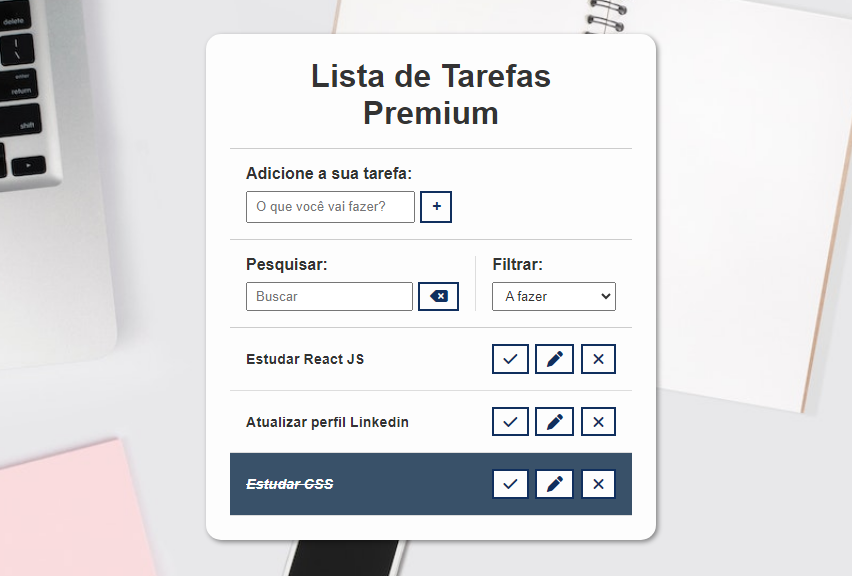 delete
enter
return
shift
Lista de Tarefas
Premium
Adicione a sua tarefa:
O que você vai fazer?
+
Pesquisar:
Filtrar:
Buscar
A fazer
Estudar React JS
Atualizar perfil Linkedin
Estudar CSS